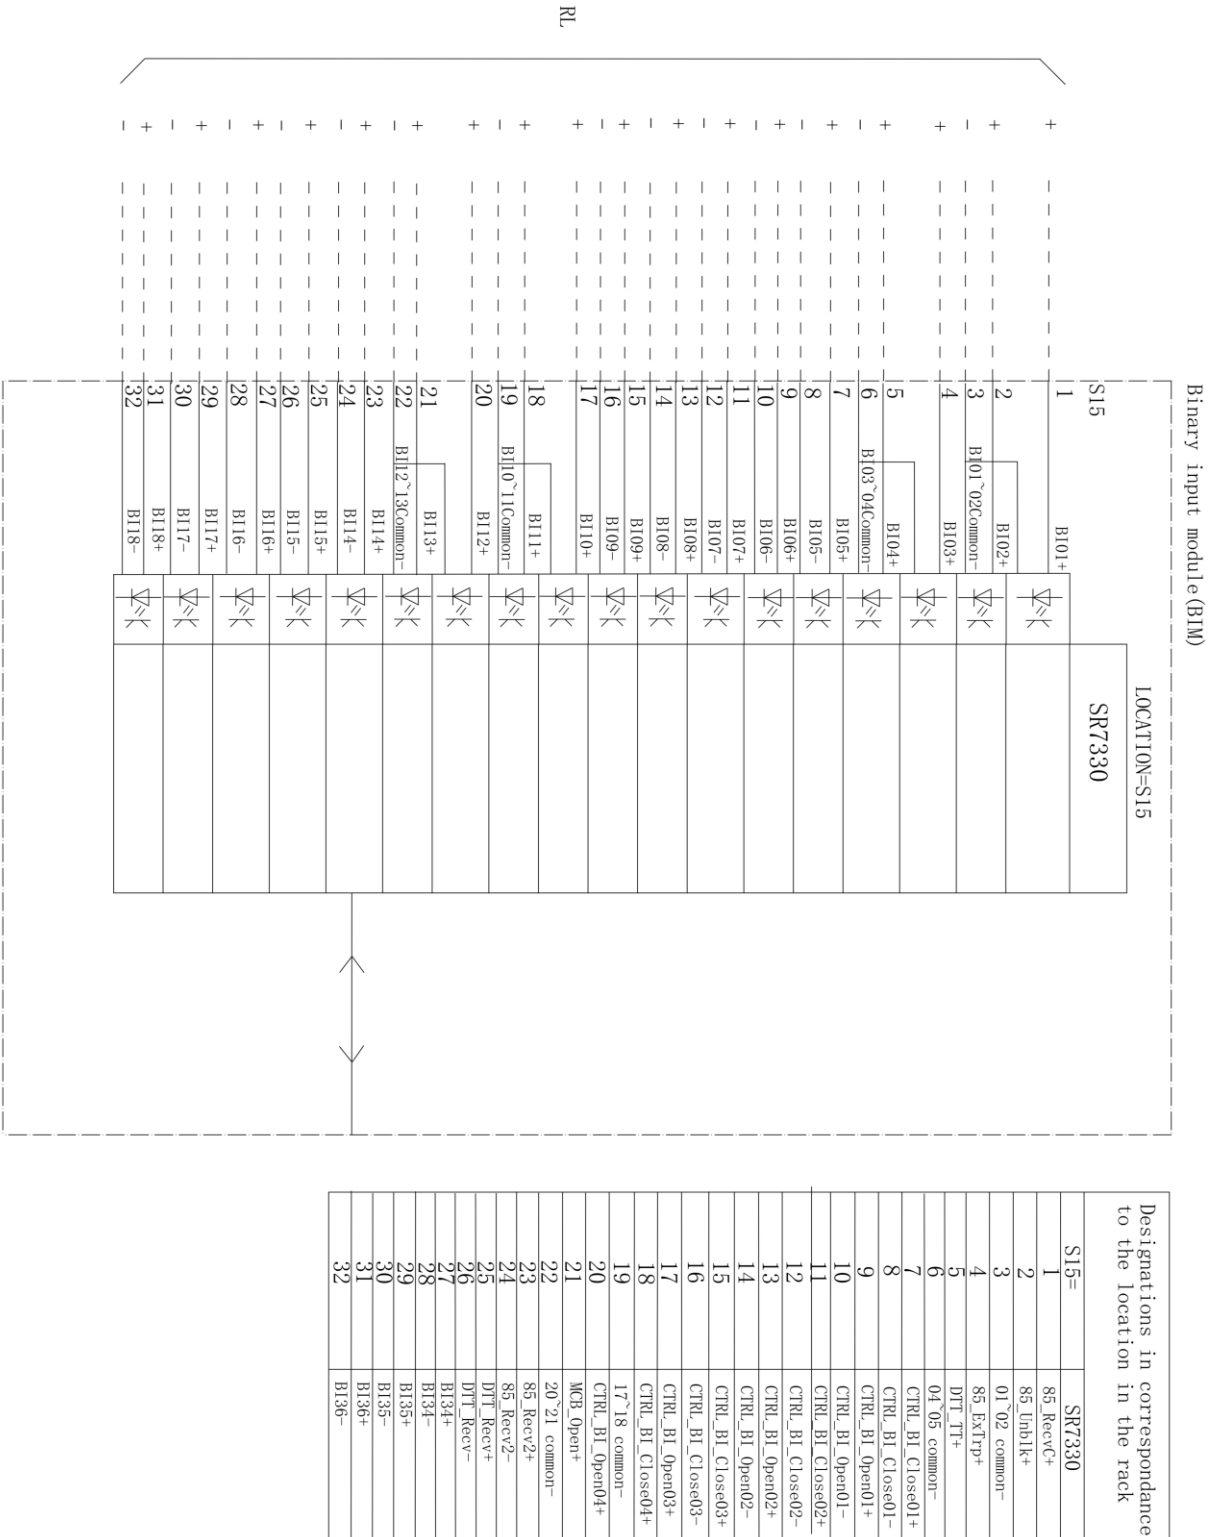 Binary input module(BIM)
LOCATION=S15
SR7330
S15
RL
+ 1 BI01+
+ 2 BI02+
- 3 BI01~02Common-
+ 4 BI03+
+ 5 BI04+
- 6 BI03~04Common-
+ 7 BI05+
- 8 BI05-
+ 9 BI06+
- 10 BI06-
+ 11 BI07+
- 12 BI07-
+ 13 BI08+
- 14 BI08-
+ 15 BI09+
- 16 BI09-
+ 17 BI10+
+ 18 BI11+
- 19 BI10~11Common-
+ 20 BI12+
+ 21 BI13+
- 22 BI12~13Common-
+ 23 BI14+
- 24 BI14-
+ 25 BI15+
- 26 BI15-
+ 27 BI16+
- 28 BI16-
+ 29 BI17+
- 30 BI17-
+ 31 BI18+
- 32 BI18-
Designations in correspondance
to the location in the rack
S15= SR7330
1 85_RecvC+
2 85_Unblk+
3 01~02 common-
4 85_ExTrp+
5 DTT_TT+
6 04~05 common-
7 CTRL_BI_Close01+
8 CTRL_BI_Close01-
9 CTRL_BI_Open01+
10 CTRL_BI_Open01-
11 CTRL_BI_Close02+
12 CTRL_BI_Close02-
13 CTRL_BI_Open02+
14 CTRL_BI_Open02-
15 CTRL_BI_Close03+
16 CTRL_BI_Close03-
17 CTRL_BI_Open03+
18 CTRL_BI_Close04+
19 17~18 common-
20 CTRL_BI_Open04+
21 MCB_Open+
22 20~21 common-
23 85_Recv2+
24 85_Recv2-
25 DTT_Recv+
26 DTT_Recv-
27 BI34+
28 BI34-
29 BI35+
30 BI35-
31 BI36+
32 BI36-